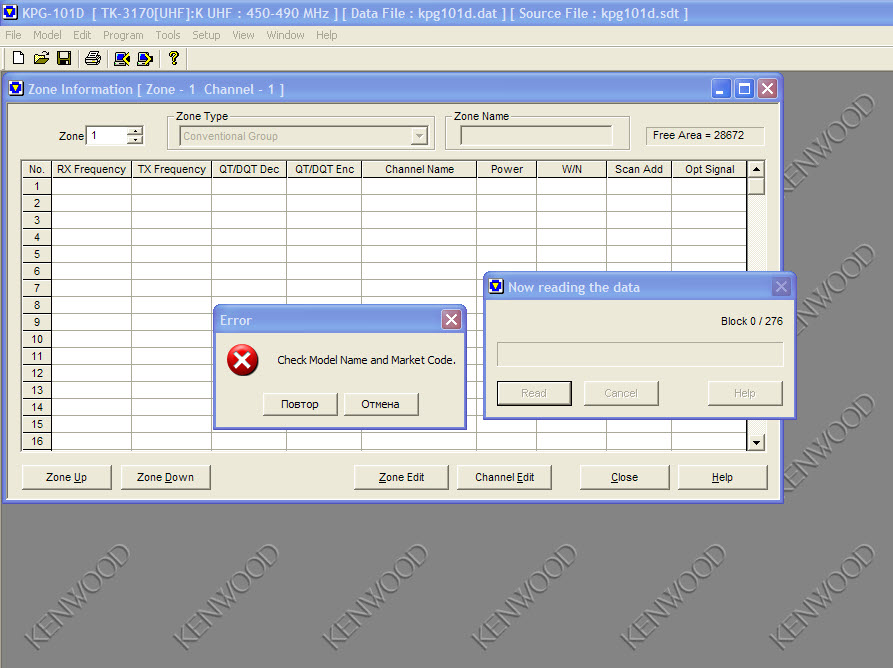 KPG-101D [ TK-3170[UHF]:K UHF : 450-490 MHz ] [ Data File : kpg101d.dat ] [ Source File : kpg101d.sdt ]
File Model Edit Program Tools Setup View Window Help
Zone Information [ Zone - 1 Channel - 1 ]
Zone 1
Zone Type
Conventional Group
Zone Name
Free Area = 28672
No. RX Frequency TX Frequency QT/DQT Dec QT/DQT Enc Channel Name Power W/N Scan Add Opt Signal
1
2
3
4
5
6
7
8
9
10
11
12
13
14
15
16
Now reading the data
Block 0 / 276
Read Cancel Help
Error
Check Model Name and Market Code.
Повтор Отмена
Zone Up Zone Down Zone Edit Channel Edit Close Help
KENWOOD
KENWOOD
KENWOOD
KENWOOD KENWOOD KENWOOD KENWOOD KENWOOD KENWOOD